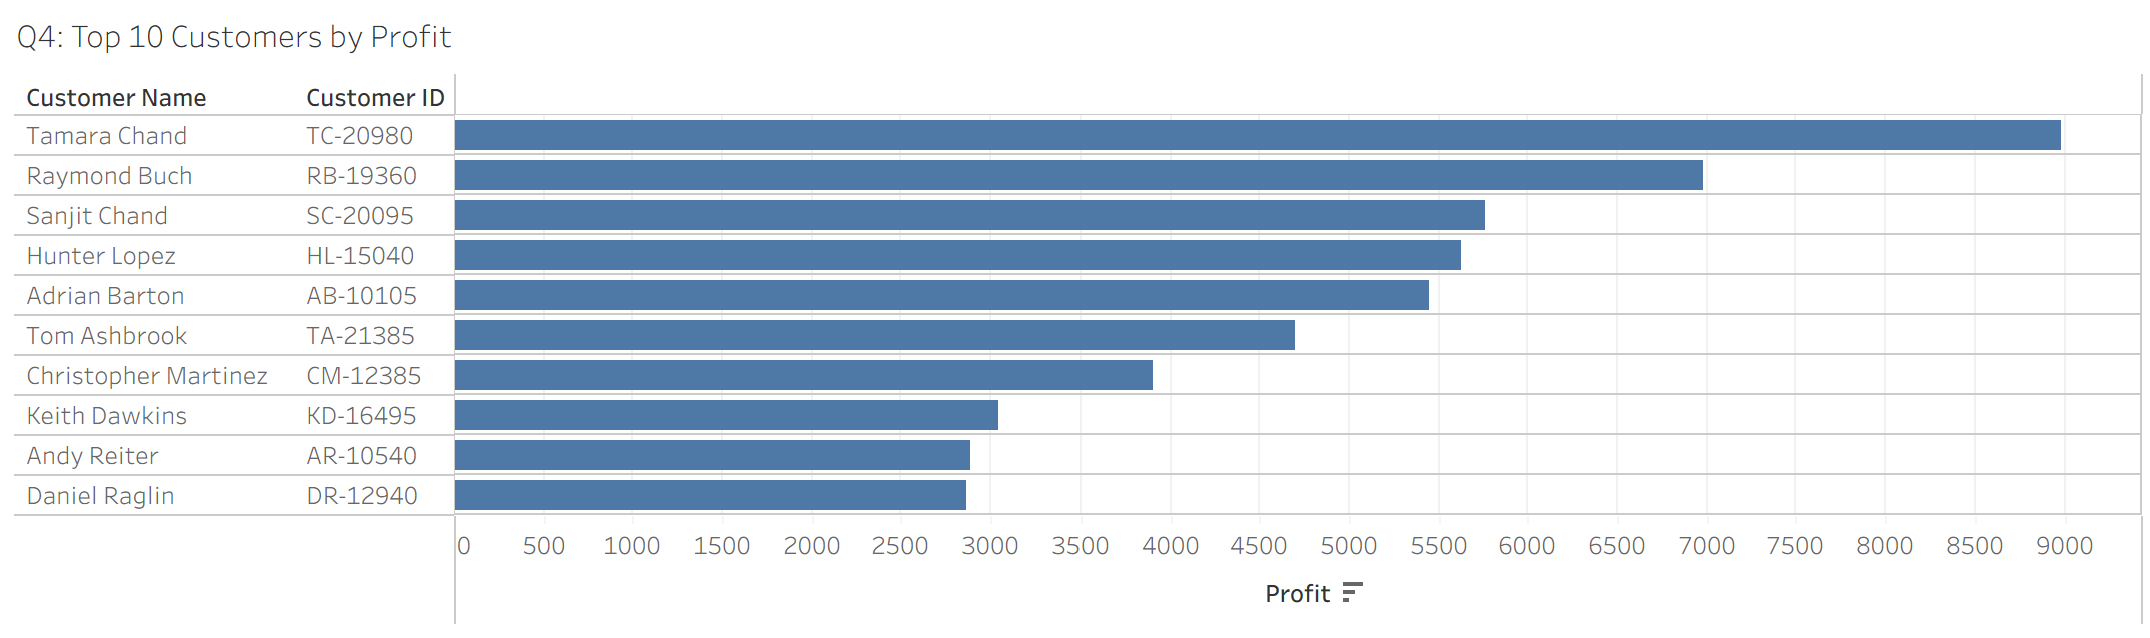 Q4: Top 10 Customers by Profit
Customer Name Customer ID
Tamara Chand TC-20980
Raymond Buch RB-19360
Sanjit Chand SC-20095
Hunter Lopez HL-15040
Adrian Barton AB-10105
Tom Ashbrook TA-21385
Christopher Martinez CM-12385
Keith Dawkins KD-16495
Andy Reiter AR-10540
Daniel Raglin DR-12940
0 500 1000 1500 2000 2500 3000 3500 4000 4500 5000 5500 6000 6500 7000 7500 8000 8500 9000
Profit